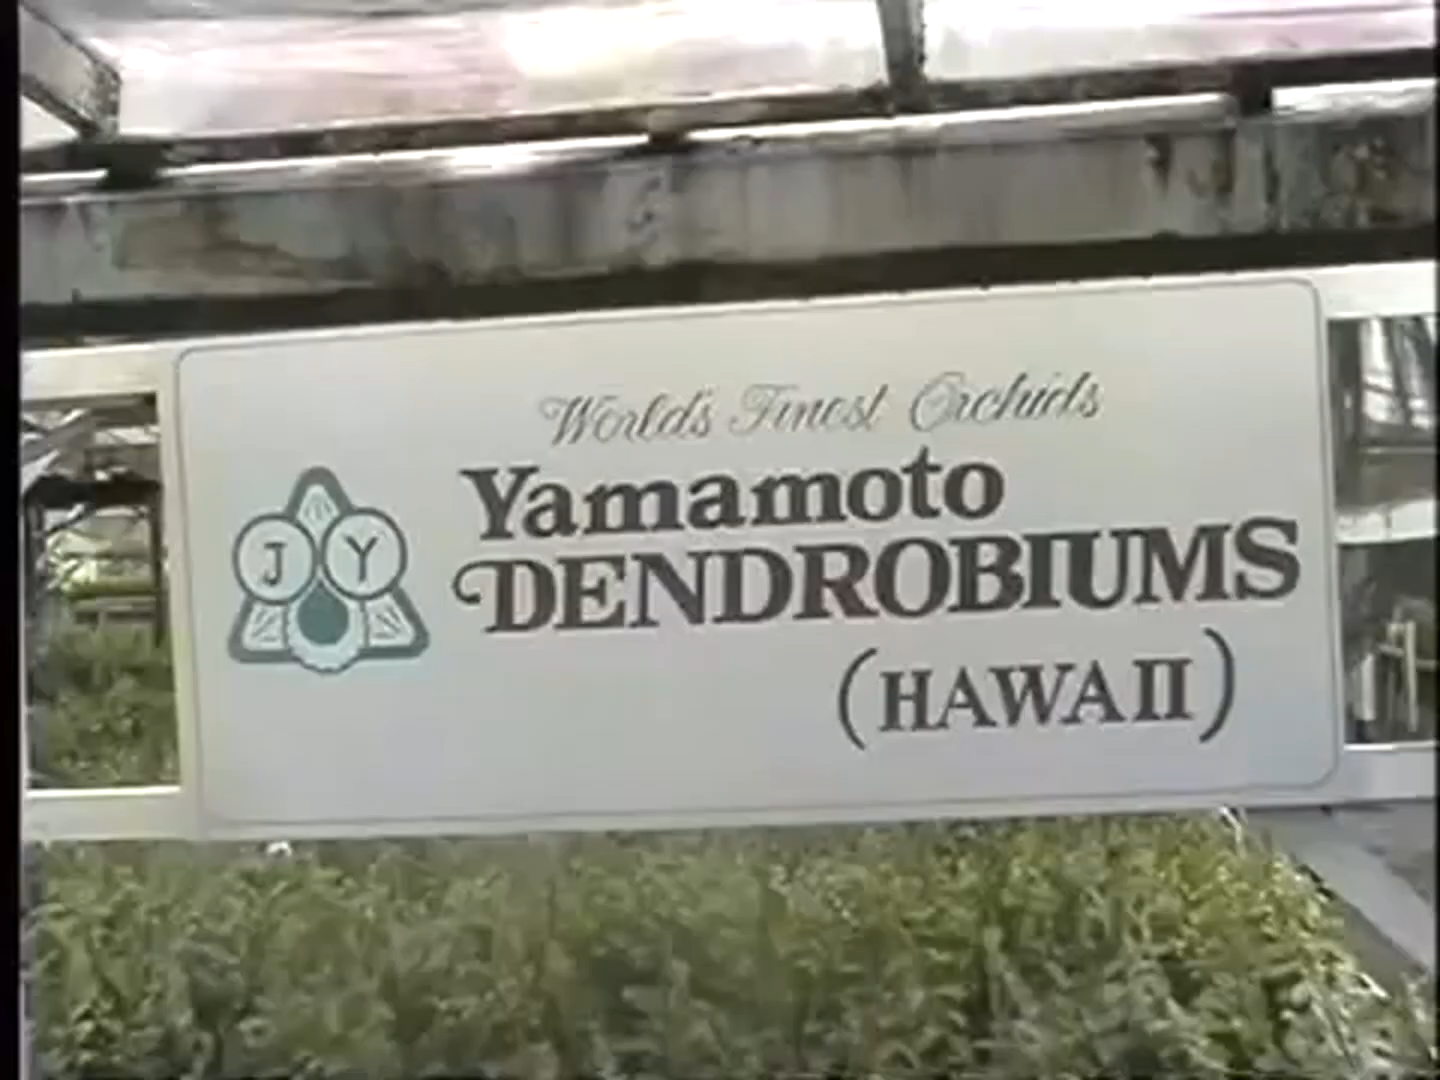 World's Finest Orchids
Yamamoto
DENDROBIUMS
(HAWAII)
J Y